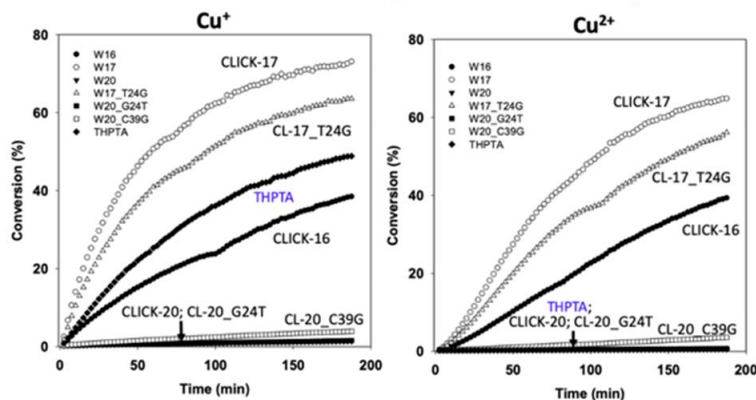 Cu+
80
60
40
20
0
Conversion (%)
W16
W17
W20
W17_T24G
W20_G24T
W20_C39G
THPTA
CLICK-17
CL-17_T24G
THPTA
CLICK-16
CLICK-20; CL-20_G24T
CL-20_C39G
0
50
100
150
200
Time (min)
Cu2+
80
60
40
20
0
Conversion (%)
W16
W17
W20
W17_T24G
W20_G24T
W20_C39G
THPTA
CLICK-17
CL-17_T24G
CLICK-16
THPTA;
CLICK-20; CL-20_G24T
CL-20_C39G
0
50
100
150
200
Time (min)